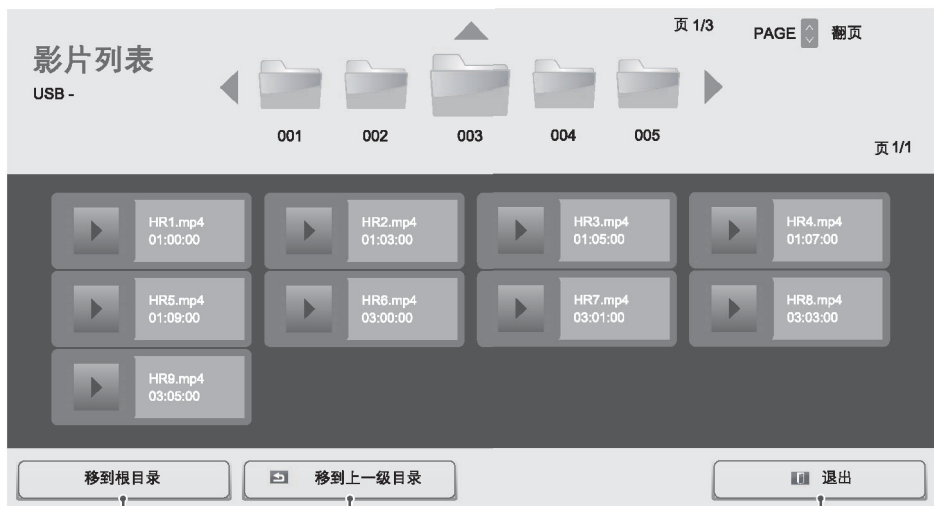 页 1/3
PAGE 翻页
影片列表
USB -
001 002 003 004 005
页 1/1
HR1.mp4 HR2.mp4 HR3.mp4 HR4.mp4
01:00:00 01:03:00 01:05:00 01:07:00
HR5.mp4 HR6.mp4 HR7.mp4 HR8.mp4
01:09:00 03:00:00 03:01:00 03:03:00
HR9.mp4
03:05:00
移到根目录 移到上一级目录 退出